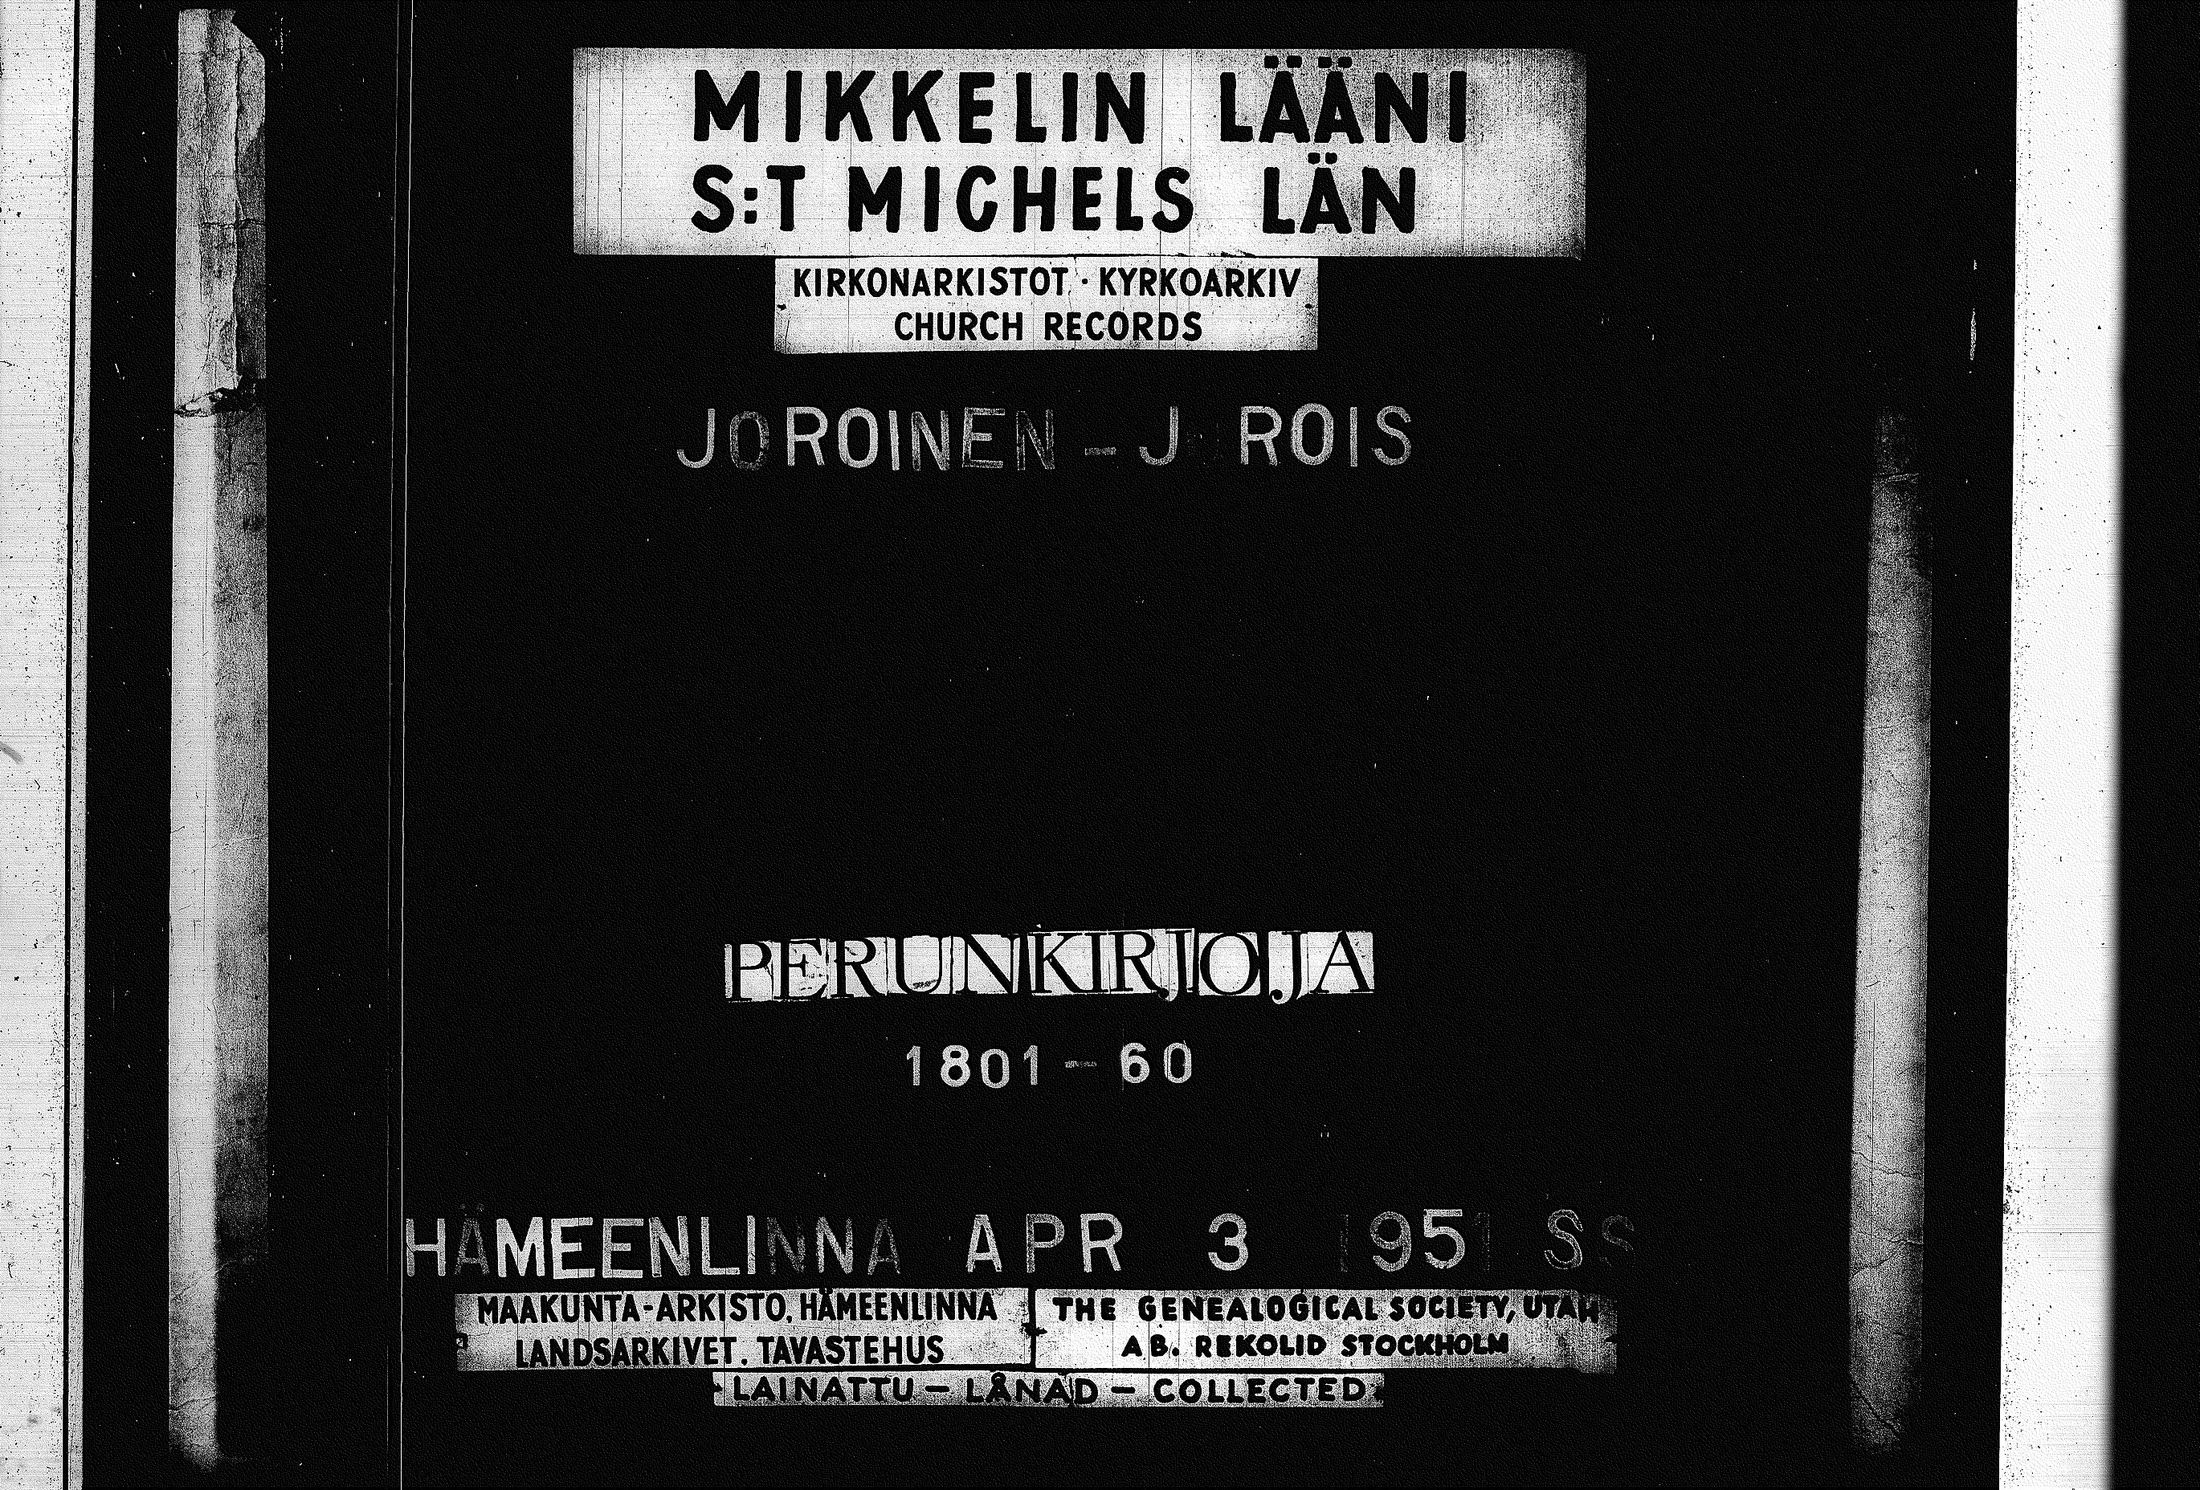 MIKKELIN LÄÄNI
S:T MICHELS LÄN
KIRKONARKISTOT · KYRKOARKIV
CHURCH RECORDS
JOROINEN - J ROIS
PERUNKIRJOJA
1801-60
HÄMEENLINNA APR 3 1951 SS
MAAKUNTA-ARKISTO, HÄMEENLINNA
LANDSARKIVET. TAVASTEHUS
THE GENEALOGICAL SOCIETY, UTAH
AB. REKOLID STOCKHOLM
LAINATTU - LÅNAD - COLLECTED